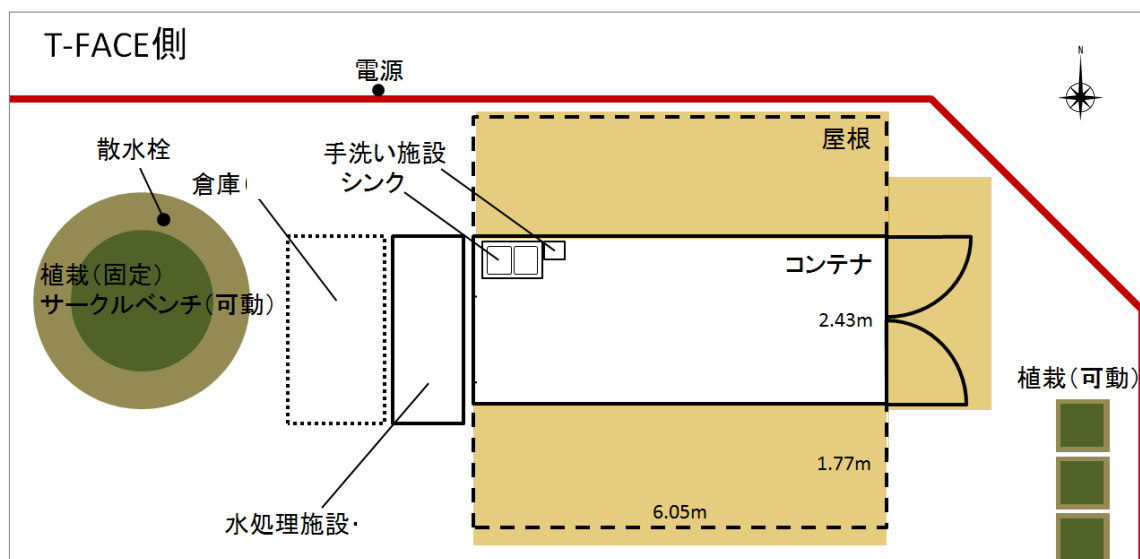 T-FACE側
電源
N
散水栓
手洗い施設
シンク
屋根
倉庫
植栽(固定)
サークルベンチ(可動)
コンテナ
2.43m
植栽(可動)
1.77m
6.05m
水処理施設